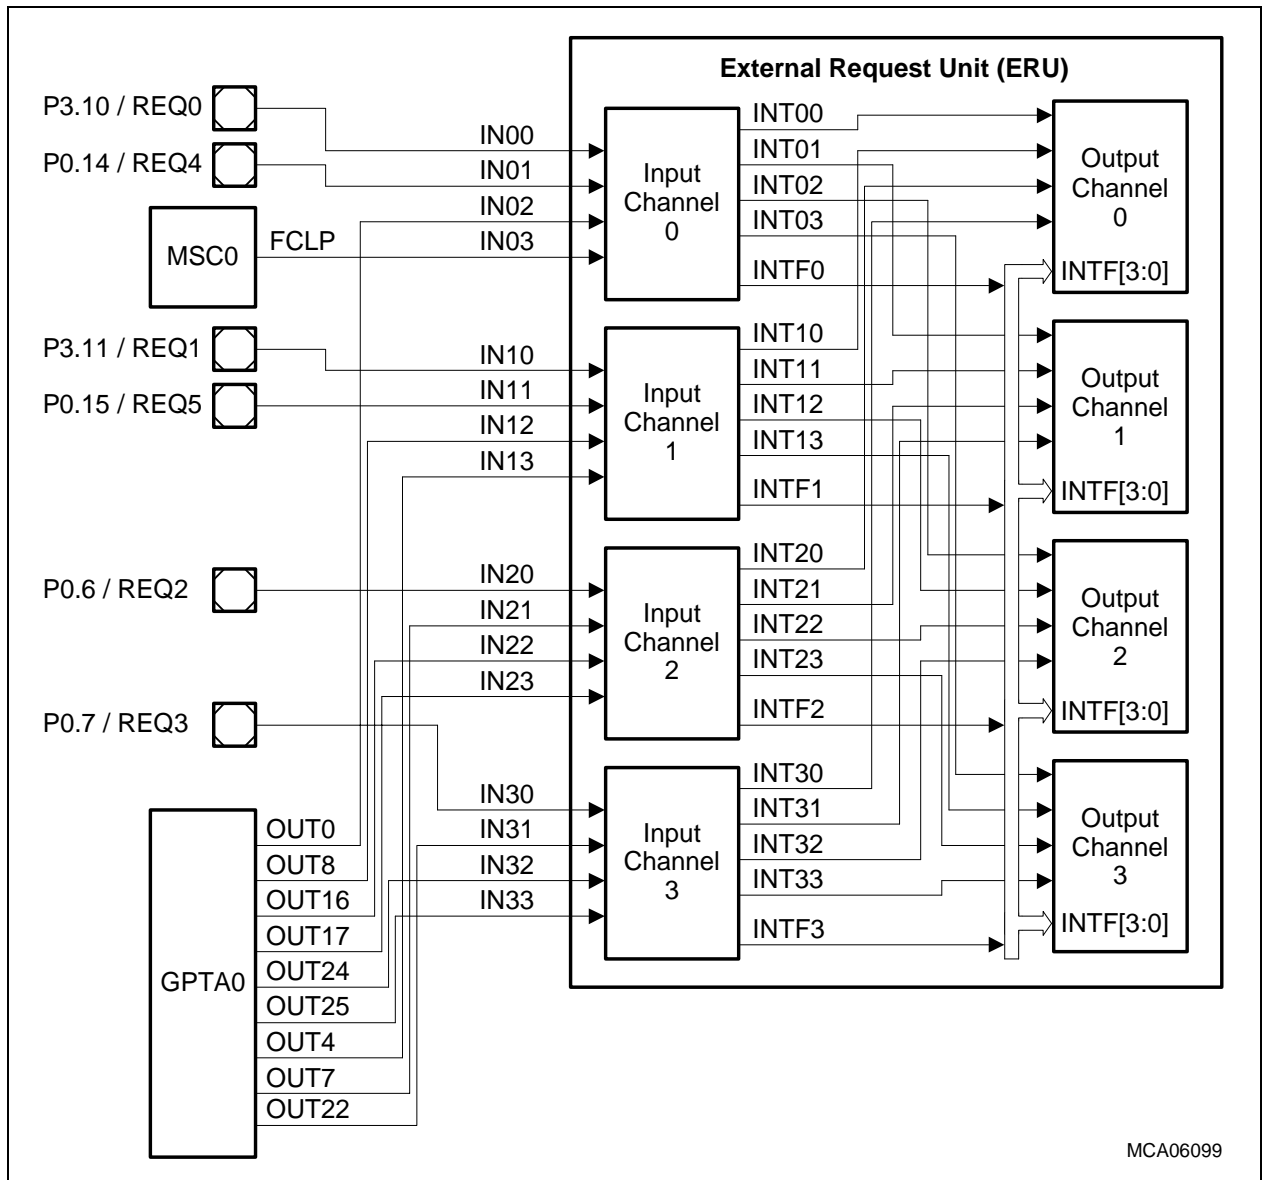 External Request Unit (ERU)
P3.10 / REQ0
P0.14 / REQ4
MSC0
FCLP
P3.11 / REQ1
P0.15 / REQ5
P0.6 / REQ2
P0.7 / REQ3
GPTA0
OUT0
OUT8
OUT16
OUT17
OUT24
OUT25
OUT4
OUT7
OUT22
IN00
IN01
IN02
IN03
IN10
IN11
IN12
IN13
IN20
IN21
IN22
IN23
IN30
IN31
IN32
IN33
Input
Channel
0
Input
Channel
1
Input
Channel
2
Input
Channel
3
INT00
INT01
INT02
INT03
INTF0
INT10
INT11
INT12
INT13
INTF1
INT20
INT21
INT22
INT23
INTF2
INT30
INT31
INT32
INT33
INTF3
Output
Channel
0
INTF[3:0]
Output
Channel
1
INTF[3:0]
Output
Channel
2
INTF[3:0]
Output
Channel
3
INTF[3:0]
MCA06099